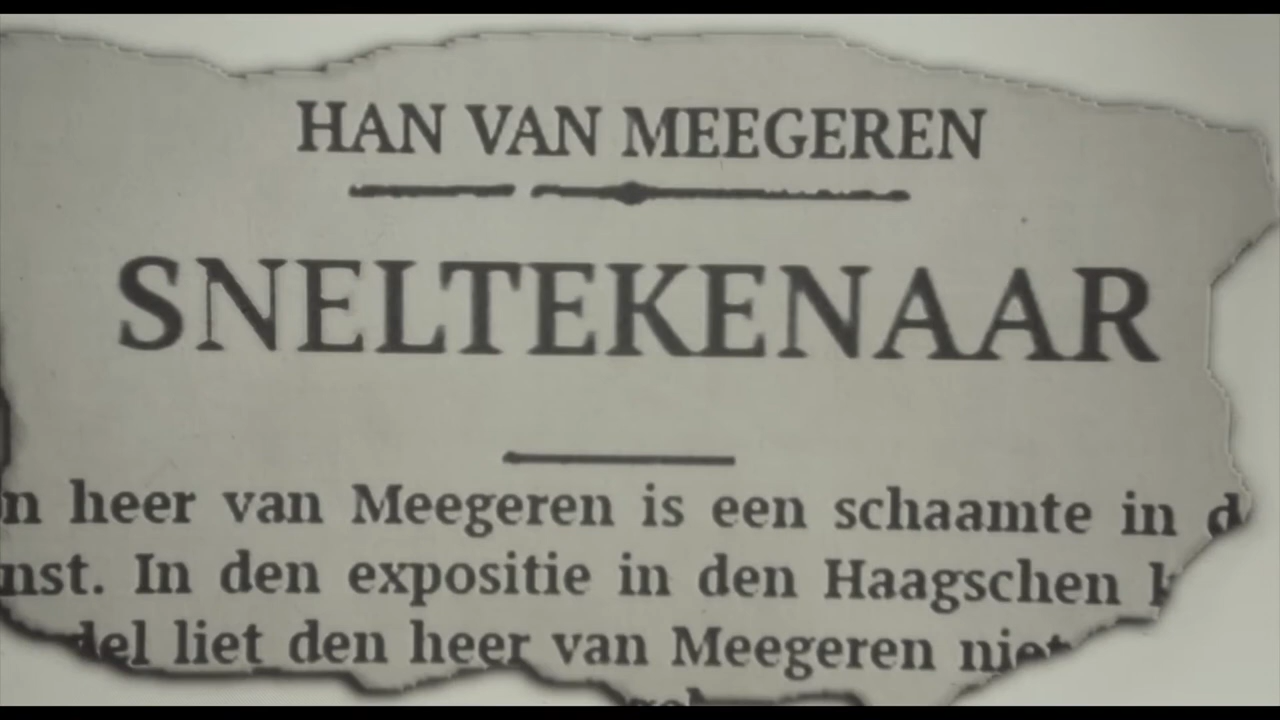 HAN VAN MEEGEREN
SNELTEKENAAR
n heer van Meegeren is een schaamte in d
nst. In den expositie in den Haagschen k
del liet den heer van Meegeren niet